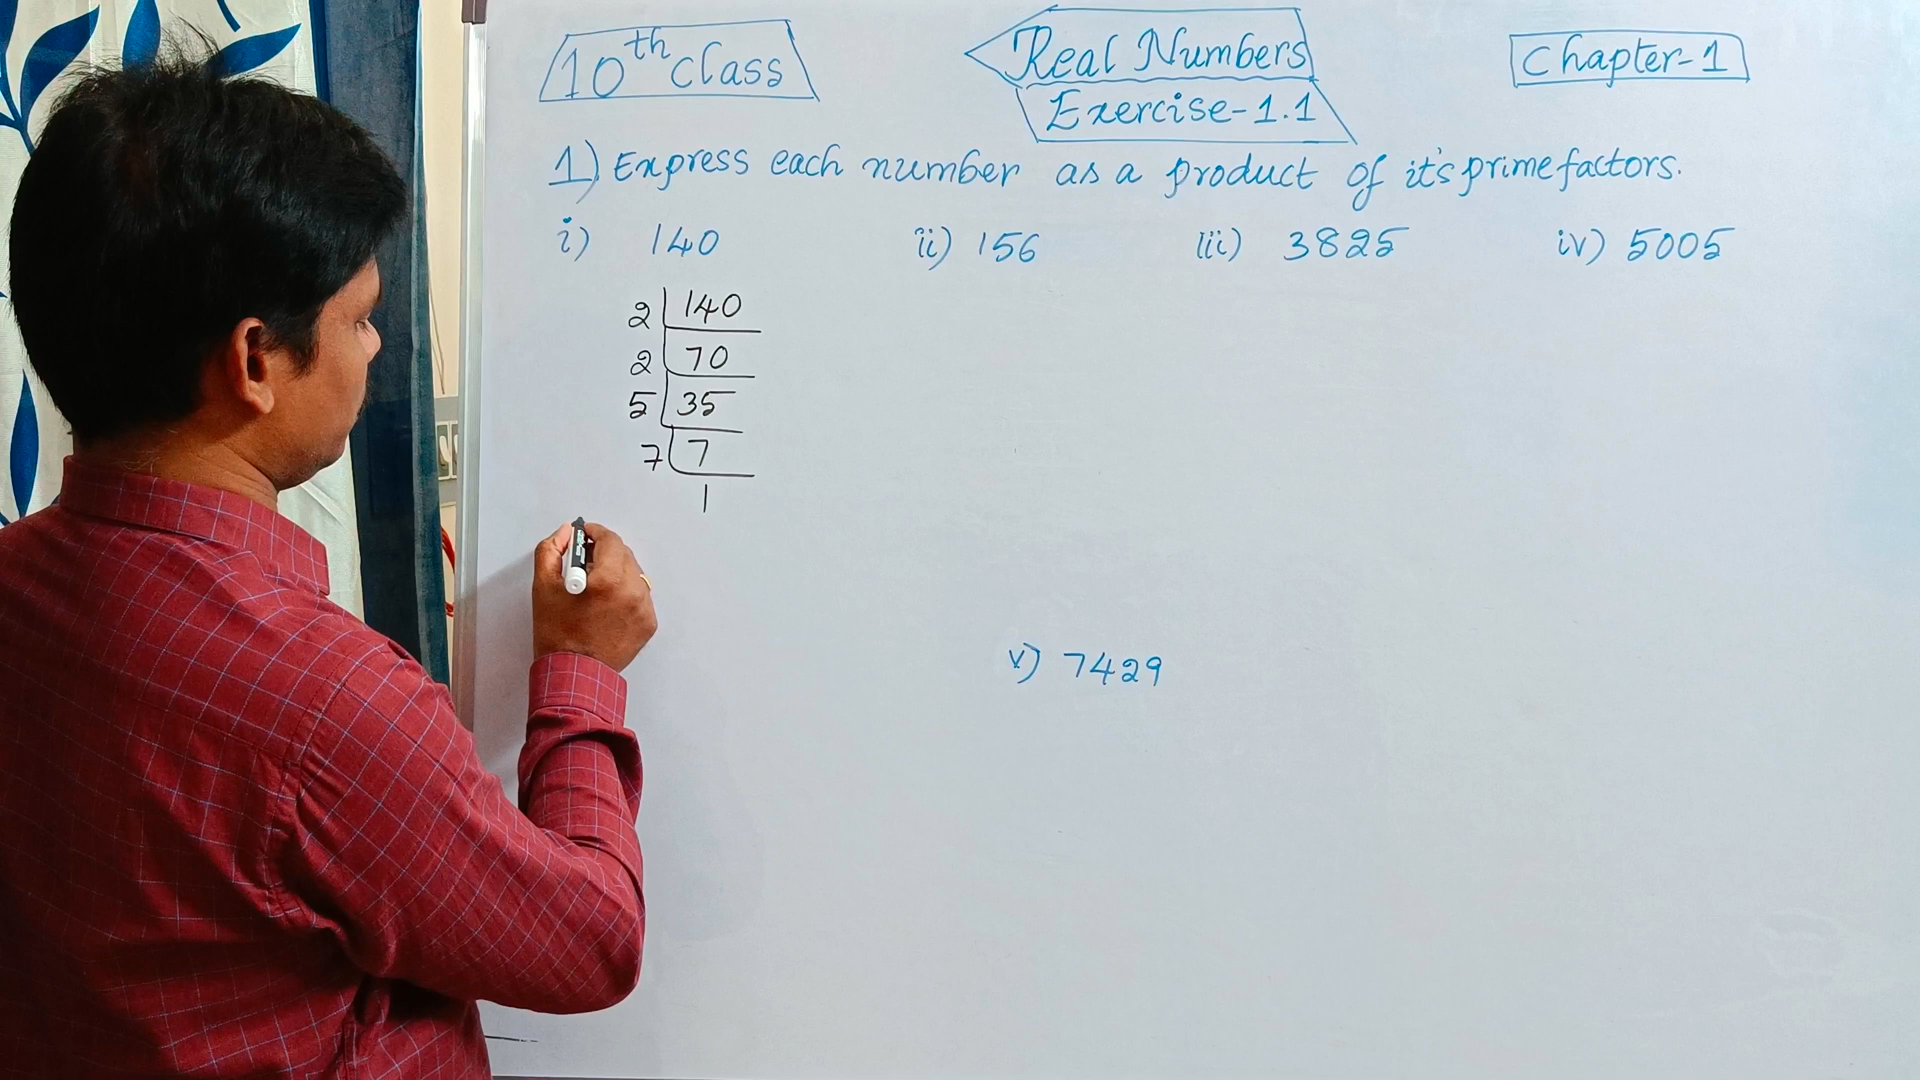 10th class
Real Numbers
Chapter-1
Exercise-1.1
1) Express each number as a product of it's prime factors.
i) 140 ii) 156 iii) 3825 iv) 5005
2 140
2 70
5 35
7 7
1
v) 7429